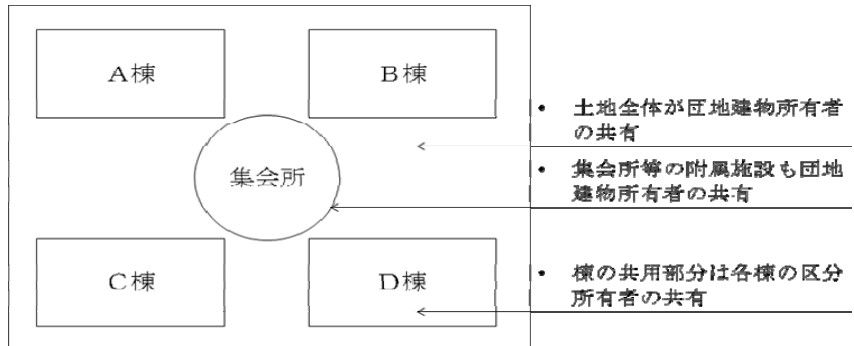 A棟
B棟
集会所
C棟
D棟
• 土地全体が団地建物所有者
の共有
• 集会所等の附属施設も団地
建物所有者の共有
• 棟の共用部分は各棟の区分
所有者の共有